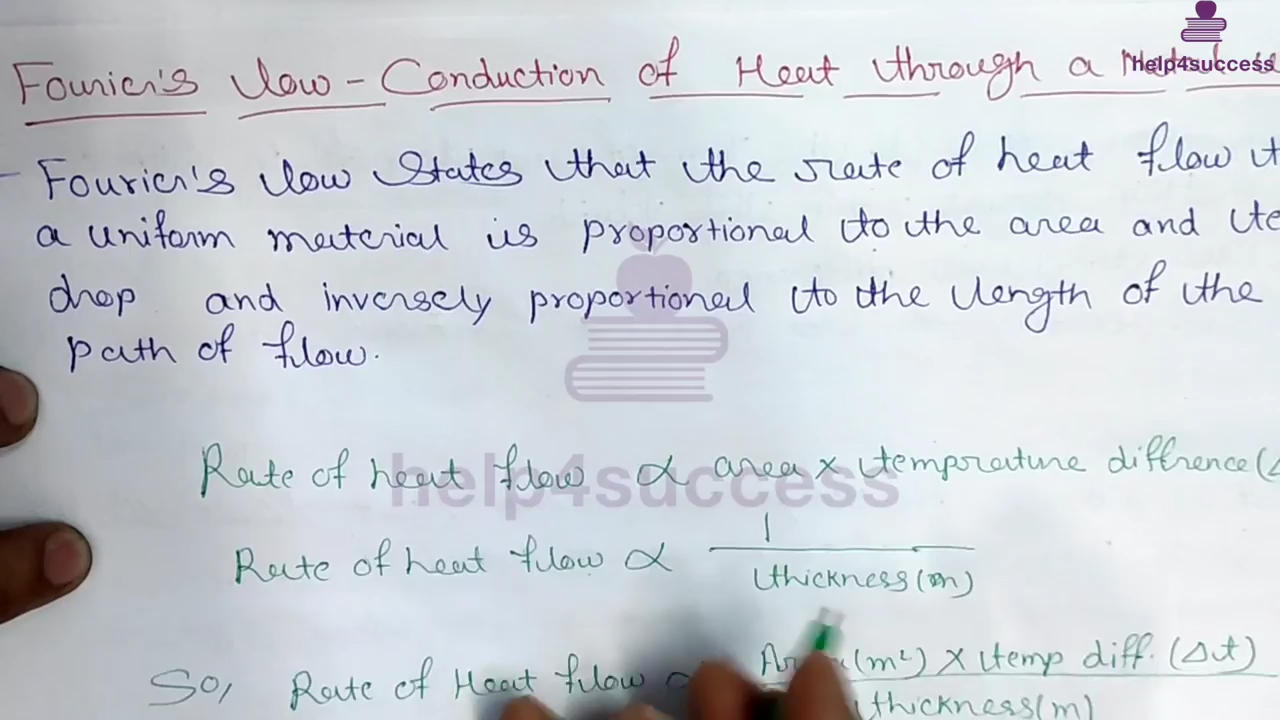 Help4success
Fourier's law - Conduction of Heat through a
- Fourier's law States that the rate of heat flow
a uniform material is proportional to the area and
drop and inversely proportional to the length of the
path of flow.
Rate of heat flow ∝ area × temprature diffrence (Δ
help4success
Rate of heat flow ∝ 1
thickness (m)
So, Rate of Heat flow (m²) × temp diff. (Δt)
thickness (m)